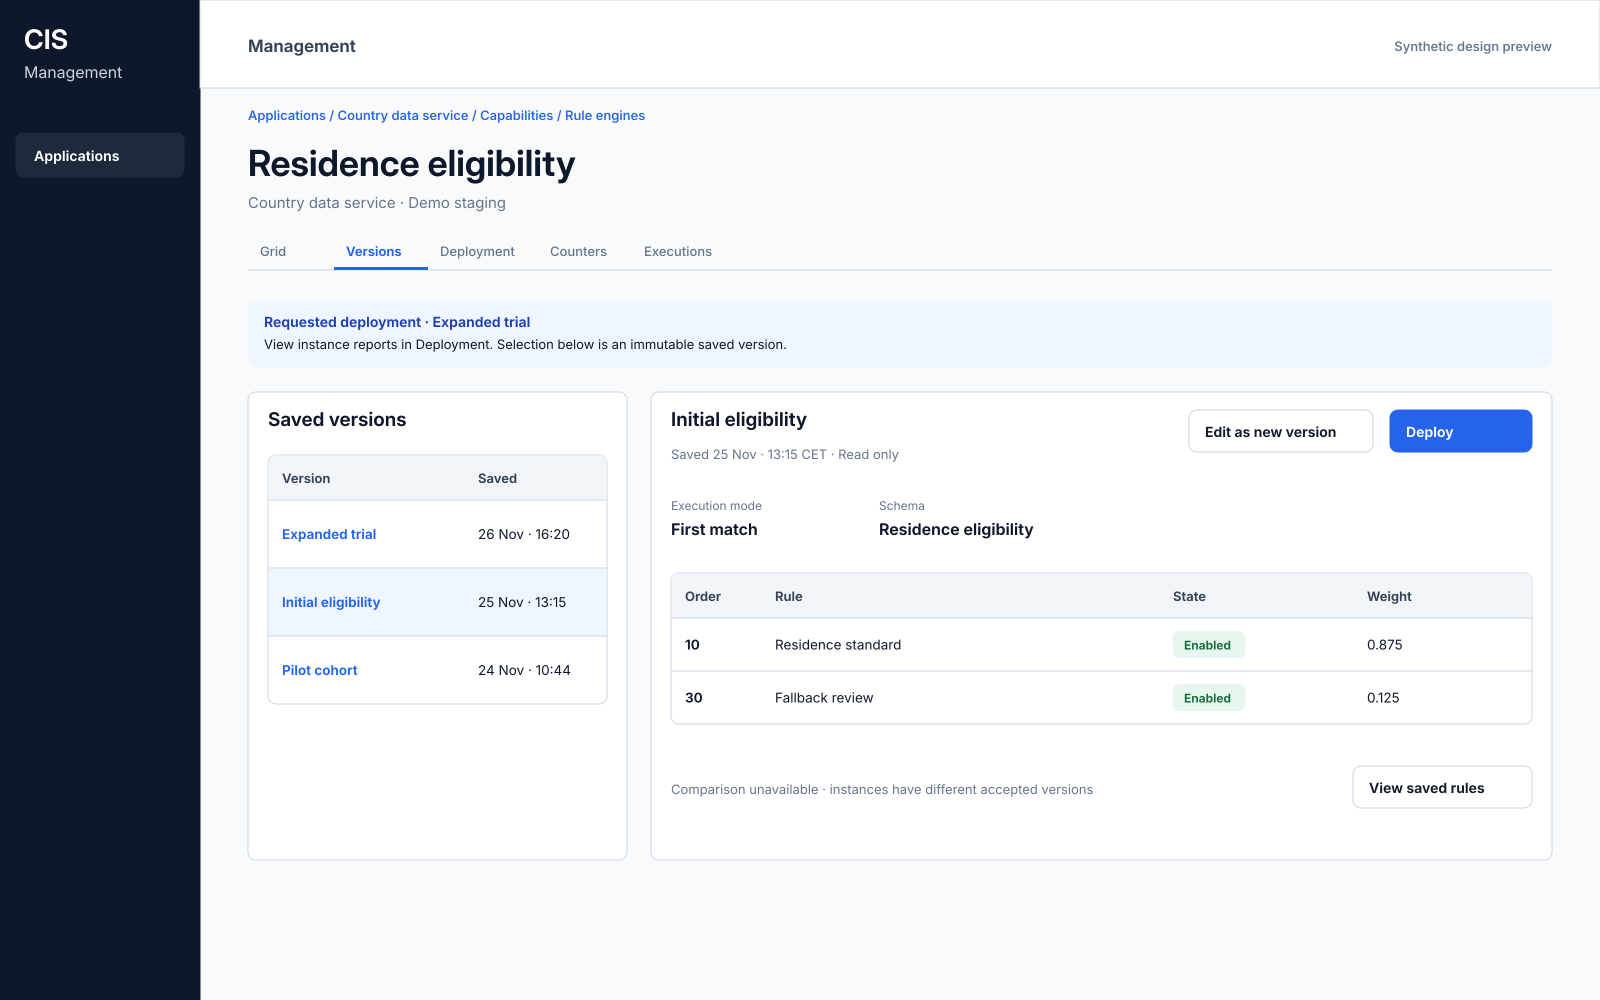 CIS
Management
Applications
Management
Synthetic design preview
Applications / Country data service / Capabilities / Rule engines
Residence eligibility
Country data service · Demo staging
Grid Versions Deployment Counters Executions
Requested deployment · Expanded trial
View instance reports in Deployment. Selection below is an immutable saved version.
Saved versions
Version Saved
Expanded trial 26 Nov · 16:20
Initial eligibility 25 Nov · 13:15
Pilot cohort 24 Nov · 10:44
Initial eligibility
Edit as new version
Deploy
Saved 25 Nov · 13:15 CET · Read only
Execution mode Schema
First match Residence eligibility
Order Rule State Weight
10 Residence standard Enabled 0.875
30 Fallback review Enabled 0.125
Comparison unavailable · instances have different accepted versions
View saved rules